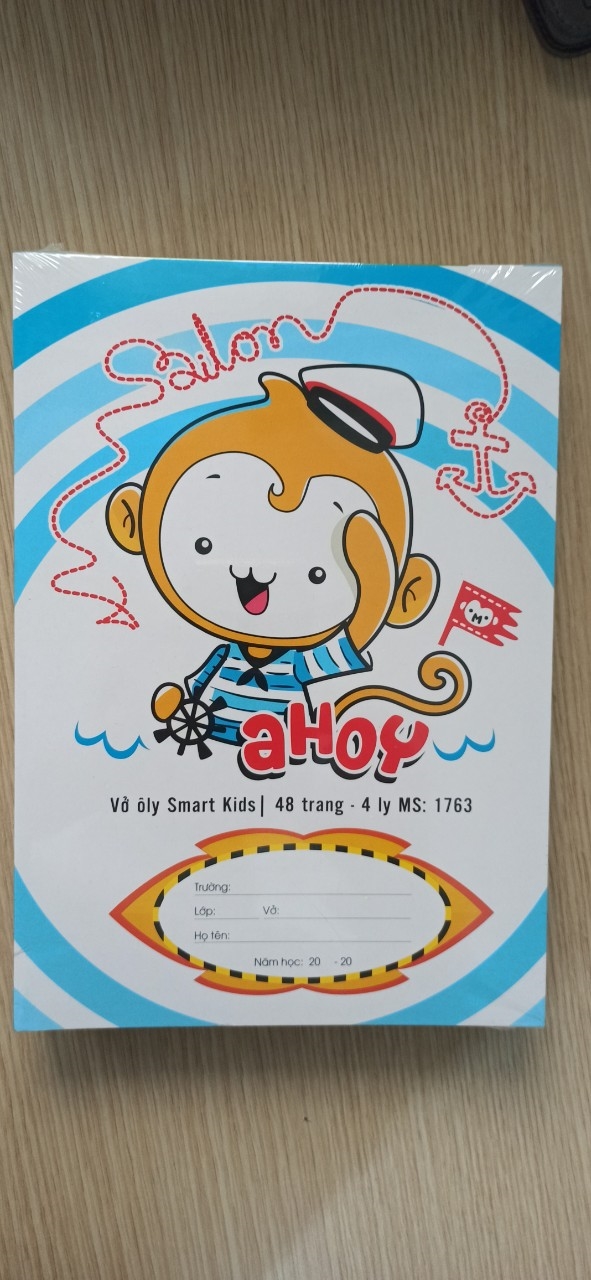 Sailon
M
AHOY
Vở ôly Smart Kids| 48 trang - 4 ly MS: 1763
Trường:
Lớp: Vở:
Họ tên:
Năm học: 20 - 20